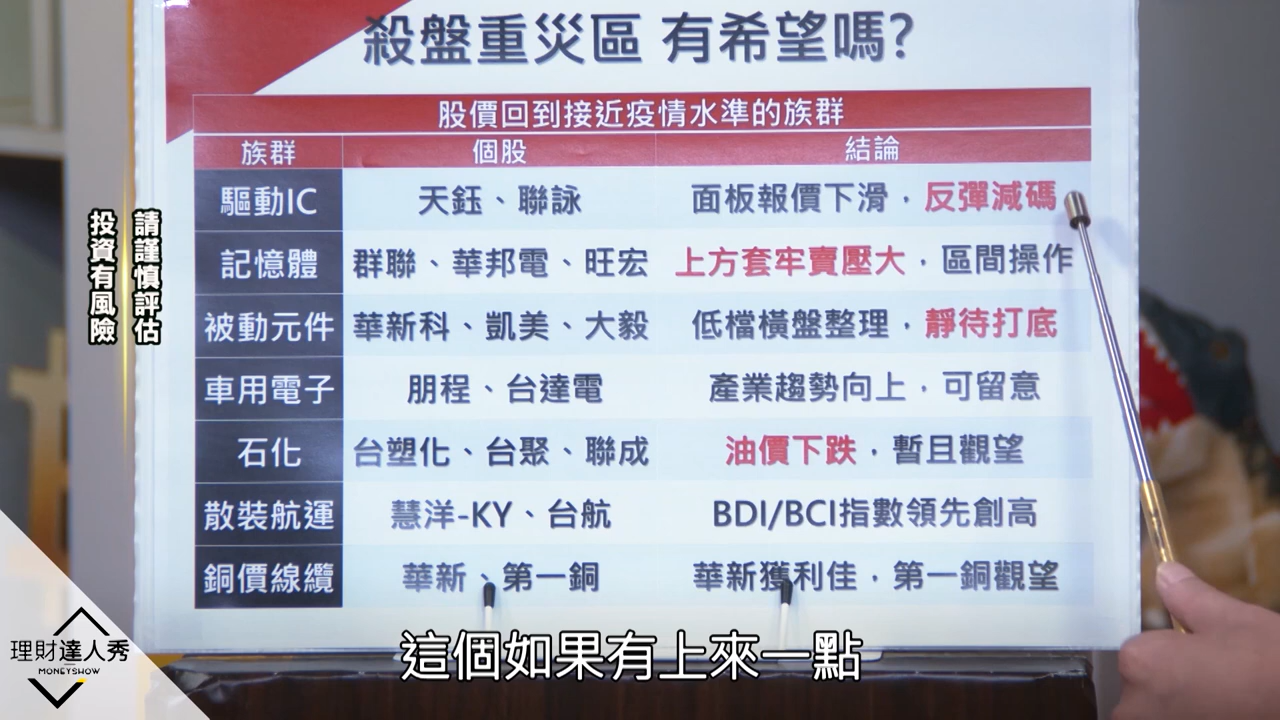 殺盤重災區 有希望嗎?
股價回到接近疫情水準的族群
族群 個股 結論
驅動IC 天鈺、聯詠 面板報價下滑，反彈減碼
記憶體 群聯、華邦電、旺宏 上方套牢賣壓大，區間操作
被動元件 華新科、凱美、大毅 低檔橫盤整理，靜待打底
車用電子 朋程、台達電 產業趨勢向上，可留意
石化 台塑化、台聚、聯成 油價下跌，暫且觀望
散裝航運 慧洋-KY、台航 BDI/BCI指數領先創高
銅價線纜 華新、第一銅 華新獲利佳，第一銅觀望
請謹慎評估
投資有風險
理財達人秀
MONEYSHOW
這個如果有上來一點